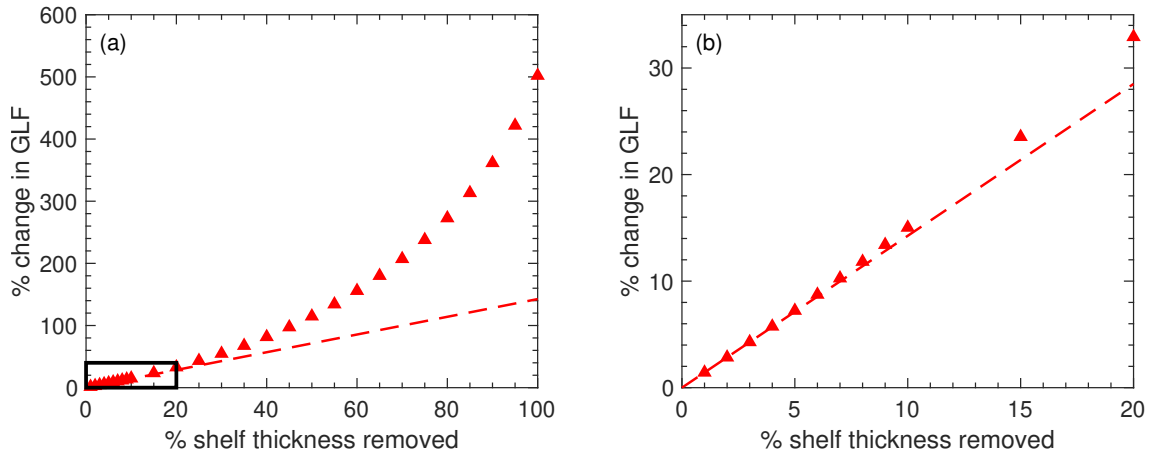 (a)
600
500
400
300
200
100
0
0 20 40 60 80 100
% shelf thickness removed
% change in GLF
(b)
30
20
10
0
0 5 10 15 20
% shelf thickness removed
% change in GLF